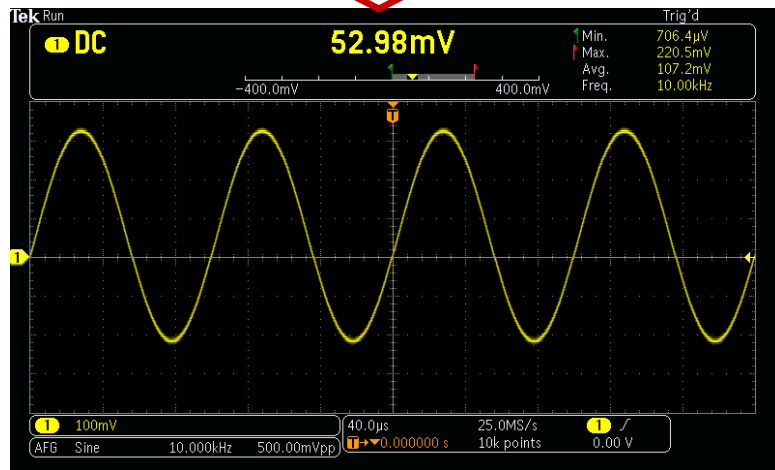 Tek Run Trig'd
1 DC 52.98mV
Min. 706.4µV
Max. 220.5mV
Avg. 107.2mV
Freq. 10.00kHz
−400.0mV 400.0mV
T
1
1 100mV
40.0µs 25.0MS/s 1
T→▼0.000000 s 10k points 0.00 V
AFG Sine 10.000kHz 500.00mVpp